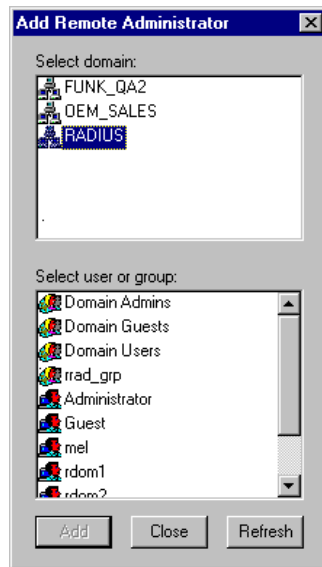 Add Remote Administrator
Select domain:
FUNK_QA2
OEM_SALES
RADIUS
Select user or group:
Domain Admins
Domain Guests
Domain Users
rrad_grp
Administrator
Guest
mel
rdom1
rdom2
Add Close Refresh